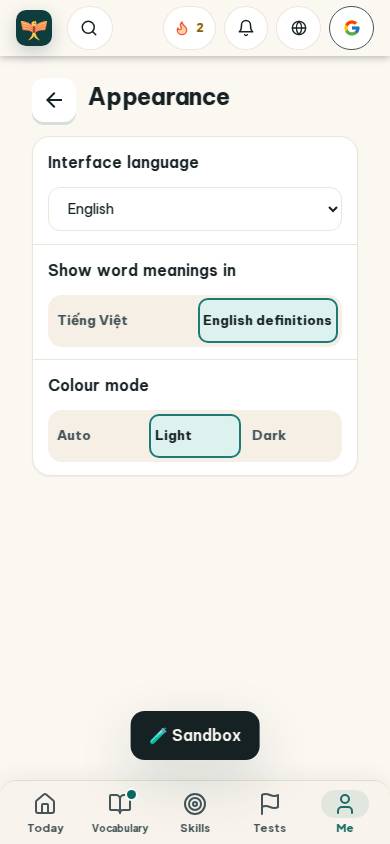 2
Appearance
Interface language
English
Show word meanings in
Tiếng Việt
English definitions
Colour mode
Auto
Light
Dark
🧪 Sandbox
Today
Vocabulary
Skills
Tests
Me